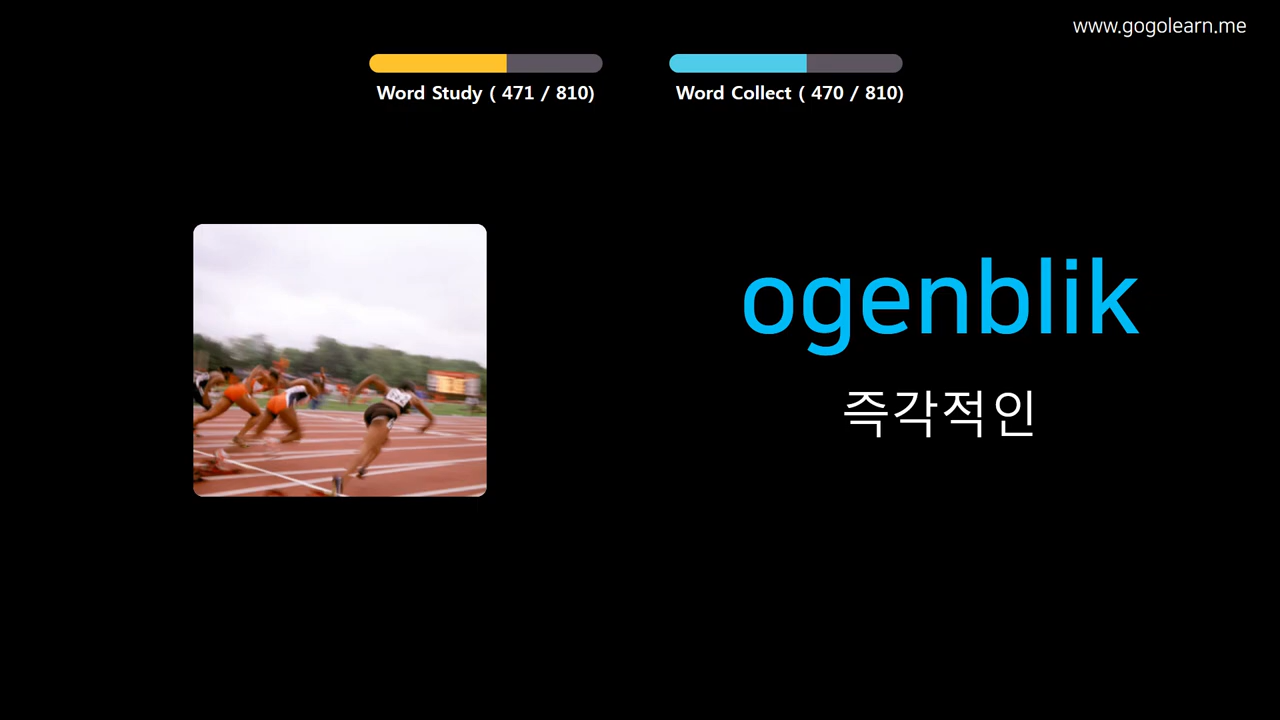 www.gogolearn.me
Word Study ( 471 / 810)
Word Collect ( 470 / 810)
ogenblik
즉각적인